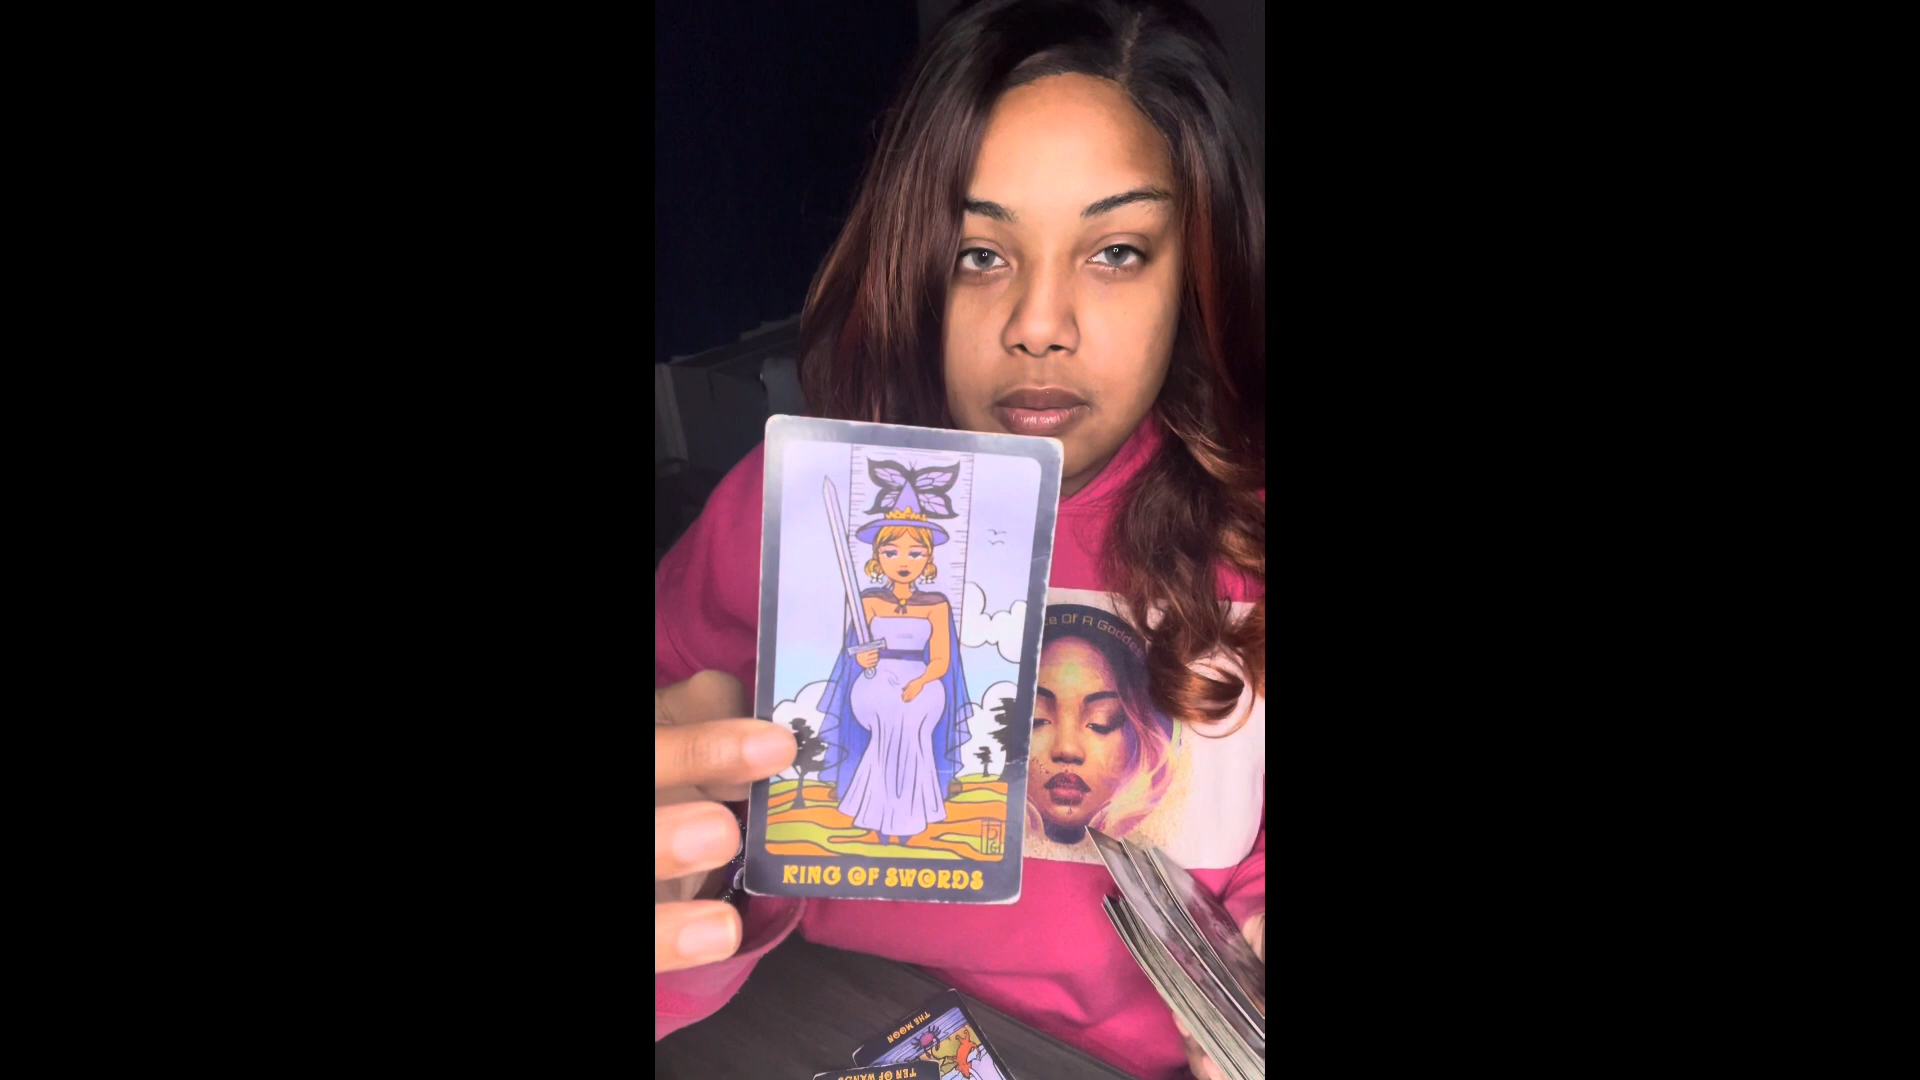 Of A Godde
KING OF SWORDS
THE MOON
TEN OF WANDS